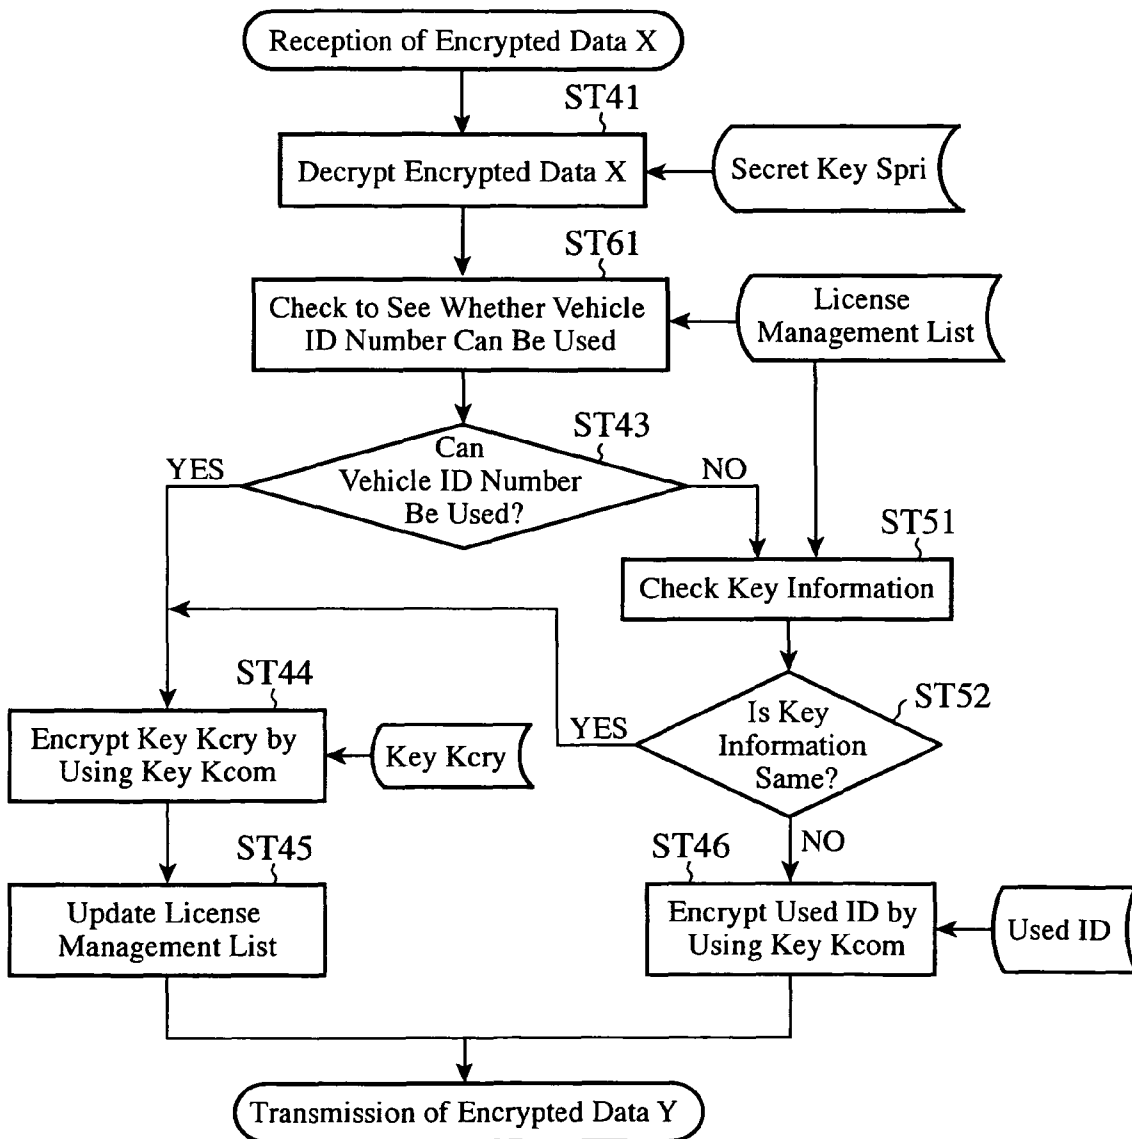 Reception of Encrypted Data X
ST41
Decrypt Encrypted Data X
Secret Key Spri
ST61
Check to See Whether Vehicle
ID Number Can Be Used
License
Management List
ST43
Can
Vehicle ID Number
Be Used?
YES
NO
ST51
Check Key Information
ST44
Encrypt Key Kcry by
Using Key Kcom
Key Kcry
YES
ST52
Is Key
Information
Same?
NO
ST45
Update License
Management List
ST46
Encrypt Used ID by
Using Key Kcom
Used ID
Transmission of Encrypted Data Y